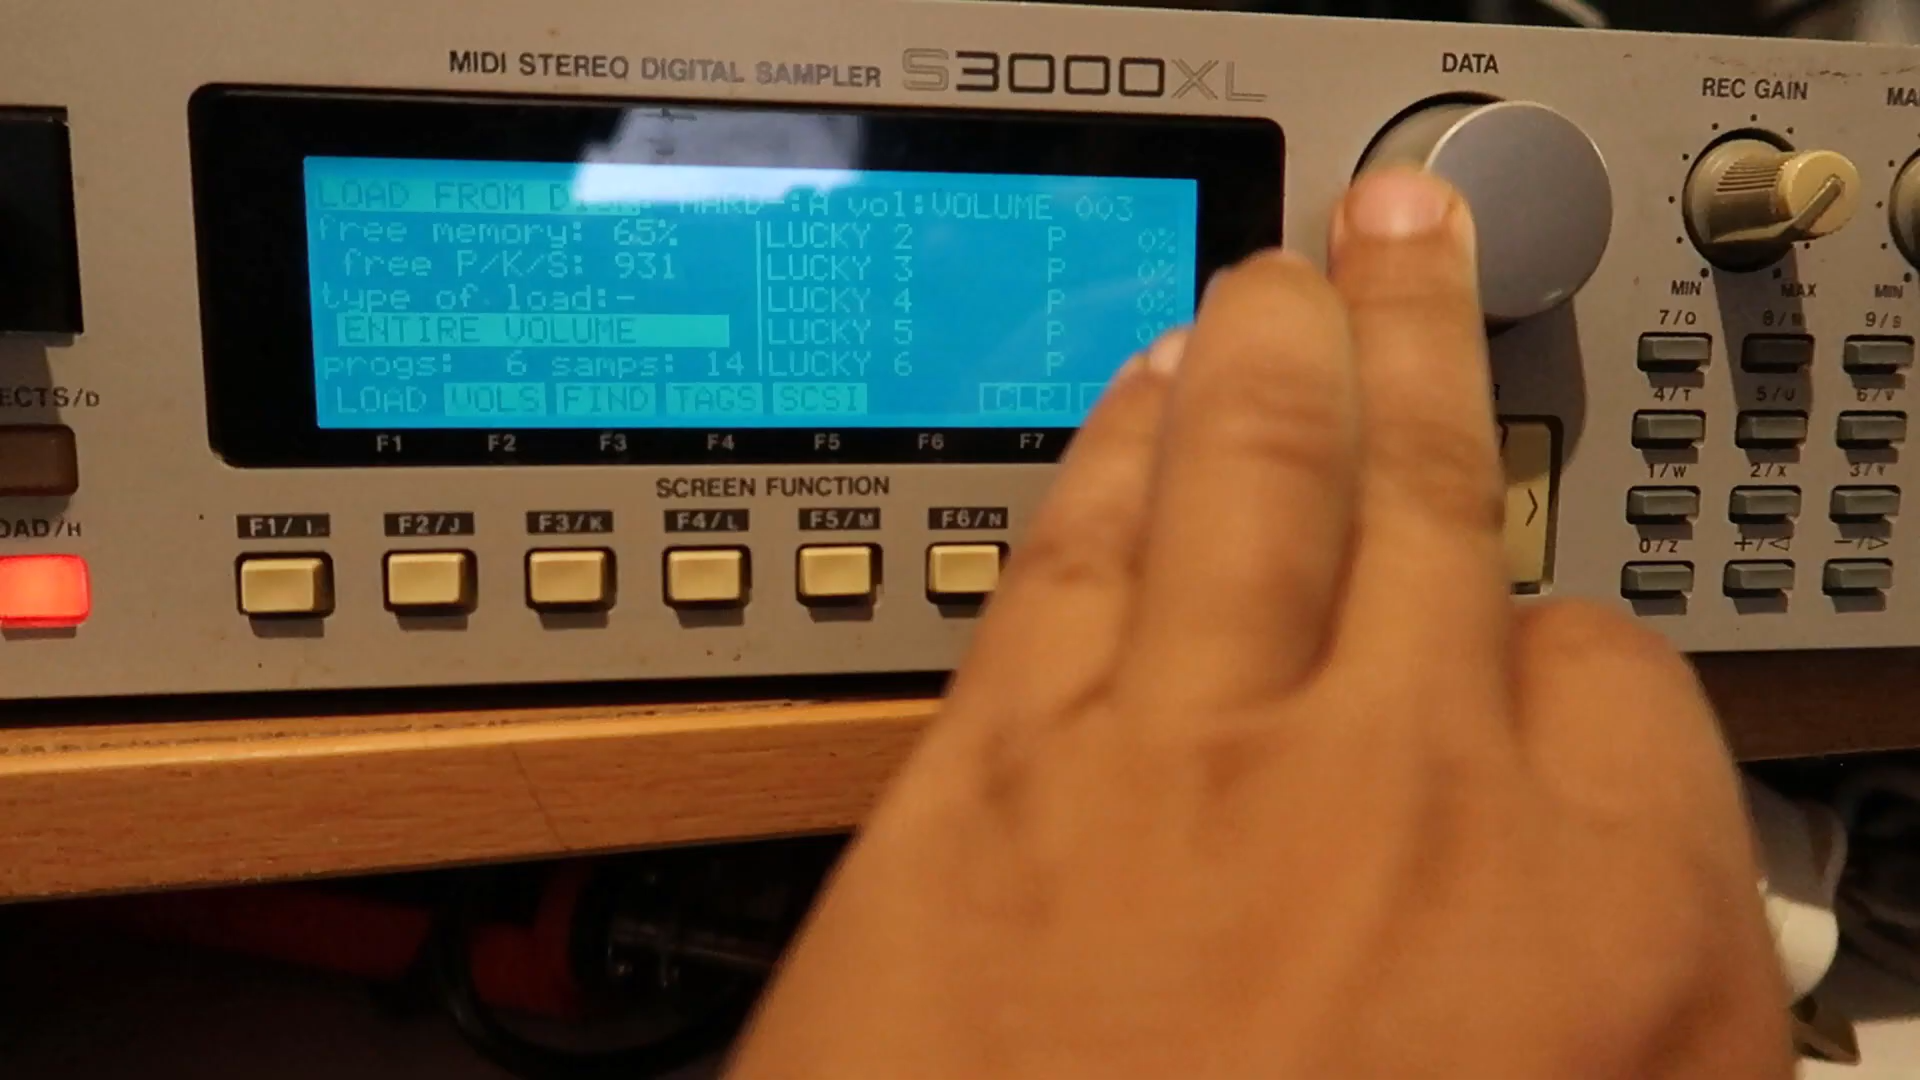 MIDI STEREO DIGITAL SAMPLER S3000XL
DATA
REC GAIN
MIN MAX
MIN
LOAD FROM DISK: HARD-:A vol:VOLUME 003
free memory: 65%
free P/K/S: 931
type of load:-
ENTIRE VOLUME
progs: 6 samps: 14
LUCKY 2 P 0%
LUCKY 3 P 0%
LUCKY 4 P 0%
LUCKY 5 P 0%
LUCKY 6 P
LOAD VOLS FIND TAGS SCSI CLR
F1 F2 F3 F4 F5 F6 F7
SCREEN FUNCTION
F1/I F2/J F3/K F4/L F5/M F6/N
ECTS/D
OAD/H
7/Q 8/R 9/S
4/T 5/U 6/V
1/W 2/X 3/Y
0/Z +/◁ -/▷